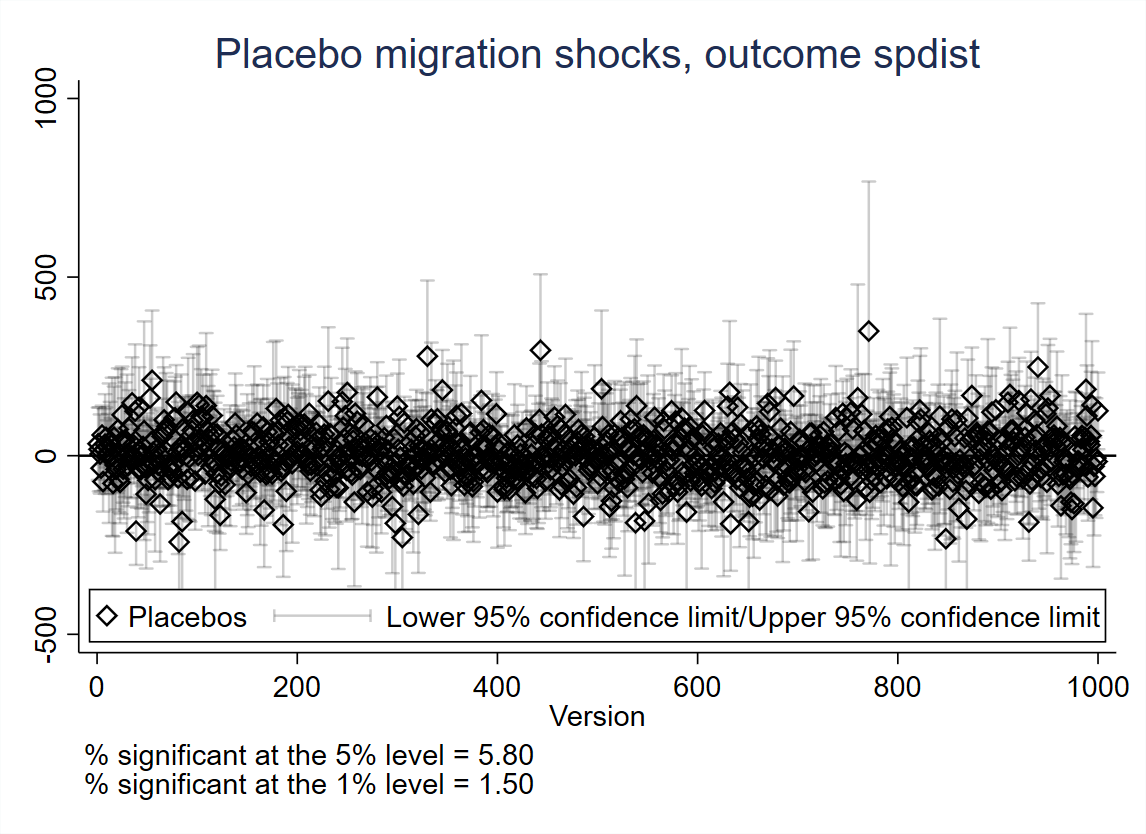 Placebo migration shocks, outcome spdist
1000
500
0
-500
Placebos
Lower 95% confidence limit/Upper 95% confidence limit
0 200 400 600 800 1000
Version
% significant at the 5% level = 5.80
% significant at the 1% level = 1.50